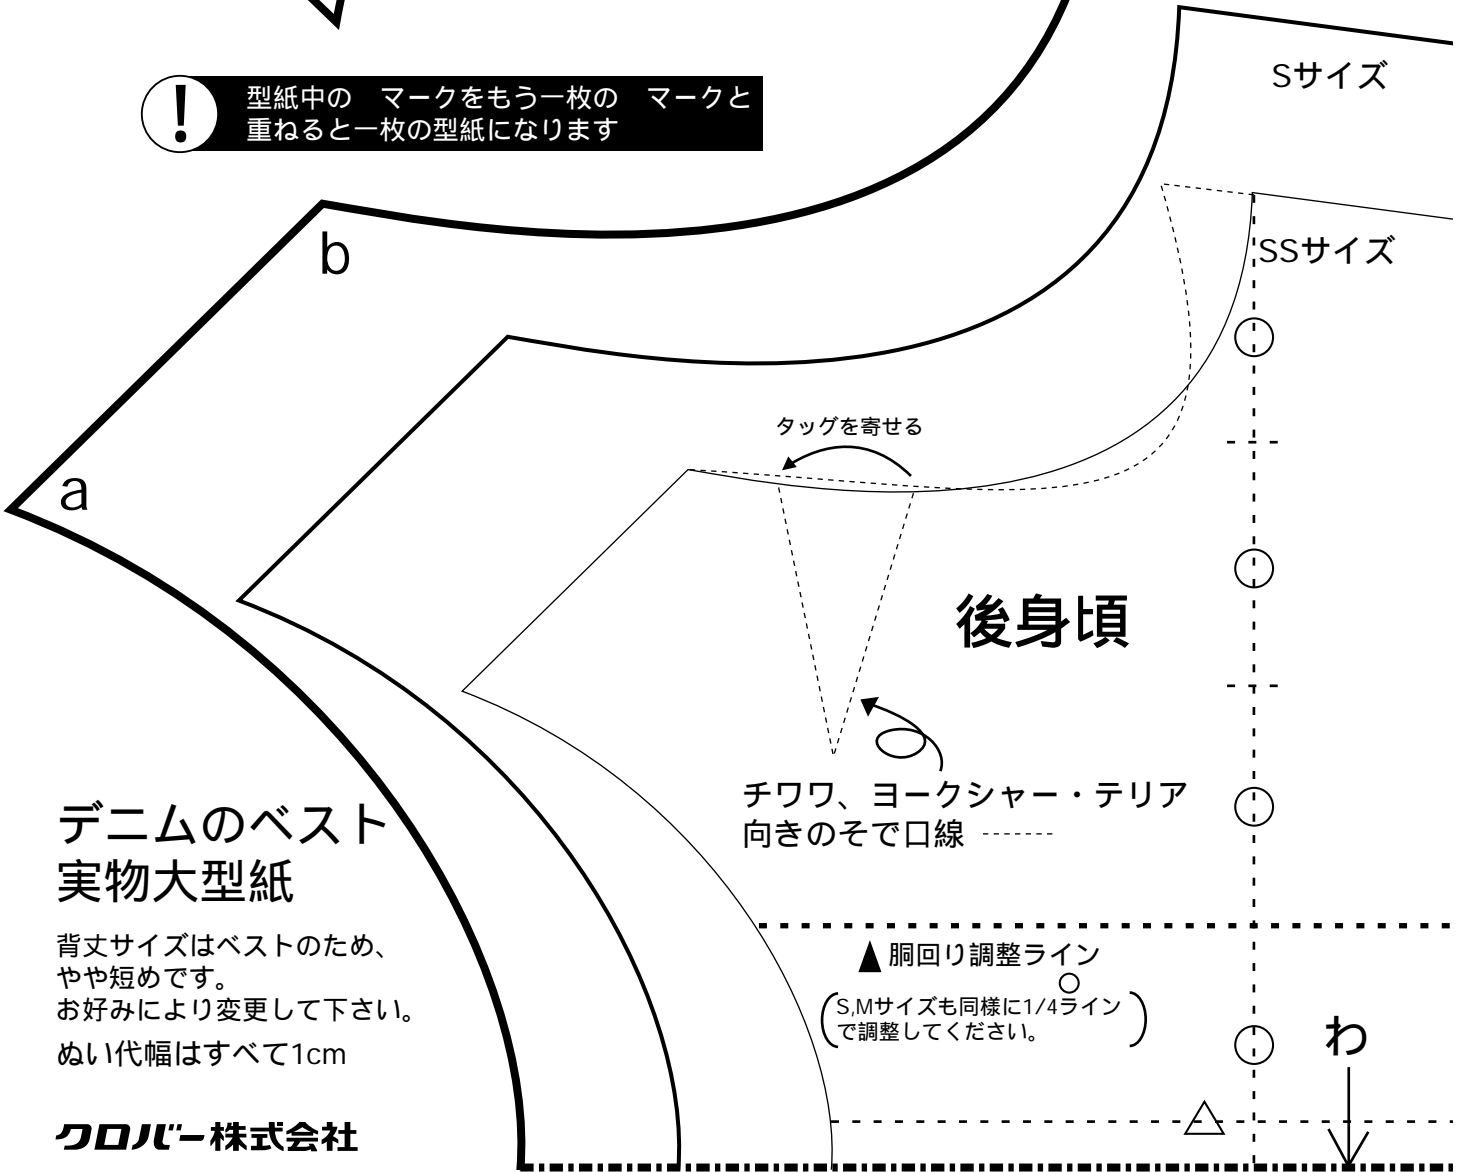 型紙中の　マークをもう一枚の　マークと
重ねると一枚の型紙になります
Sサイズ
SSサイズ
b
a
タッグを寄せる
後身頃
チワワ、ヨークシャー・テリア
向きのそで口線
デニムのベスト
実物大型紙
背丈サイズはベストのため、
やや短めです。
お好みにより変更して下さい。
ぬい代幅はすべて1cm
クロバー株式会社
▲胴回り調整ライン
(S,Mサイズも同様に1/4ライン
で調整してください。)
わ